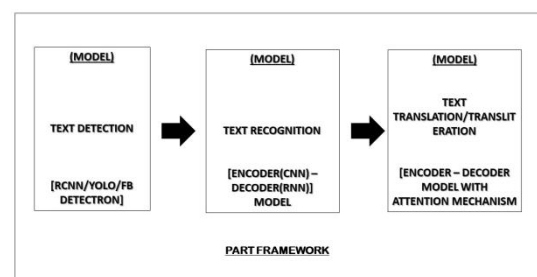 (MODEL)
TEXT DETECTION
[RCNN/YOLO/FB
DETECTRON]
(MODEL)
TEXT RECOGNITION
[ENCODER(CNN) –
DECODER(RNN)]
MODEL
(MODEL)
TEXT
TRANSLATION/TRANSLIT
ERATION
[ENCODER – DECODER
MODEL WITH
ATTENTION MECHANISM
PART FRAMEWORK